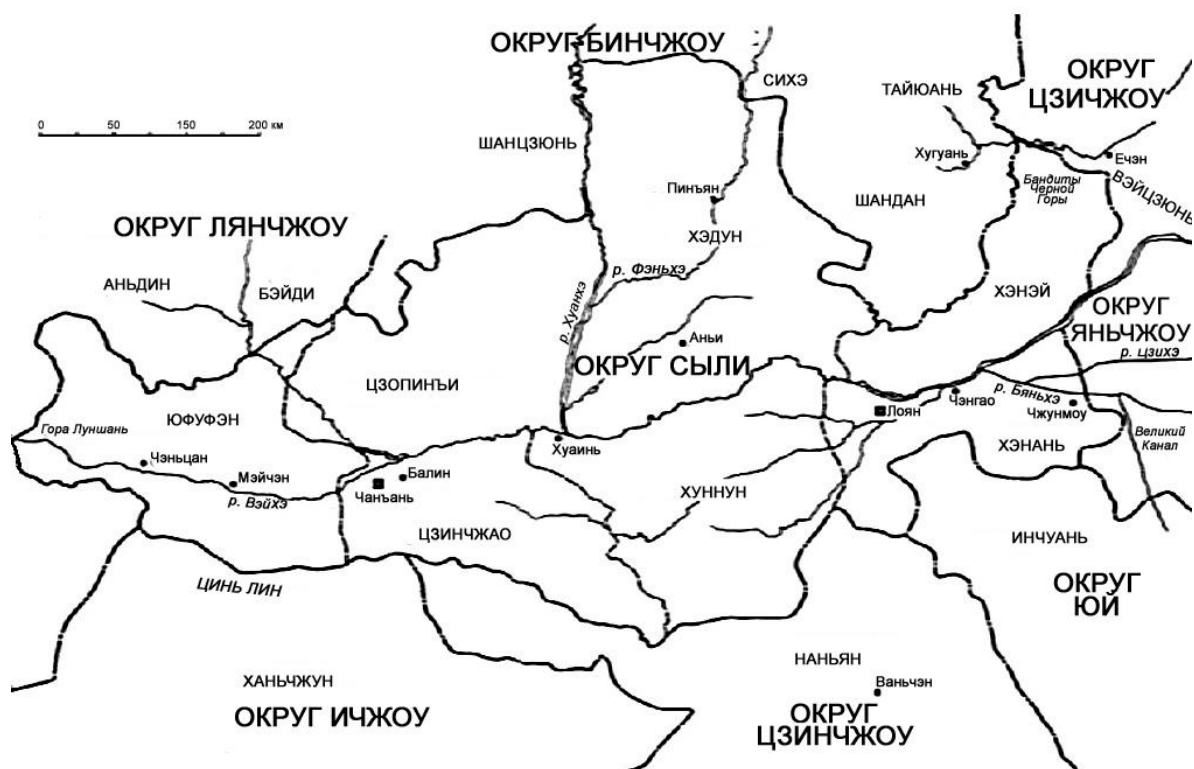 ОКРУГ БИНЧЖОУ
СИХЭ
ТАЙЮАНЬ
ОКРУГ
ЦЗИЧЖОУ
0 50 100 150 200 км
ШАНЦЗЮНЬ
Хугуань
Ечэн
Бандиты
Черной
Горы
ВЭЙЦЗЮНЬ
Пинъян
ШАНДАН
ОКРУГ ЛЯНЧЖОУ
ХЭДУН
р. Фэньхэ
АНЬДИН
БЭЙДИ
ХЭНЭЙ
р. Хуанхэ
ОКРУГ
ЯНЬЧЖОУ
Аньи
р. цзихэ
ОКРУГ СЫЛИ
ЦЗОПИНЪИ
р. Бяньхэ
Чэнгао
Чжунмоу
Лоян
ЮФУФЭН
Гора Луншань
Хуаинь
Великий
Канал
ХЭНАНЬ
Чэньцан
Мэйчэн
Балин
Чанъань
р. Вэйхэ
ХУННУН
ЦЗИНЧЖАО
ИНЧУАНЬ
ЦИНЬ ЛИН
ОКРУГ
ЮЙ
НАНЬЯН
ХАНЬЧЖУН
Ваньчэн
ОКРУГ ИЧЖОУ
ОКРУГ
ЦЗИНЧЖОУ